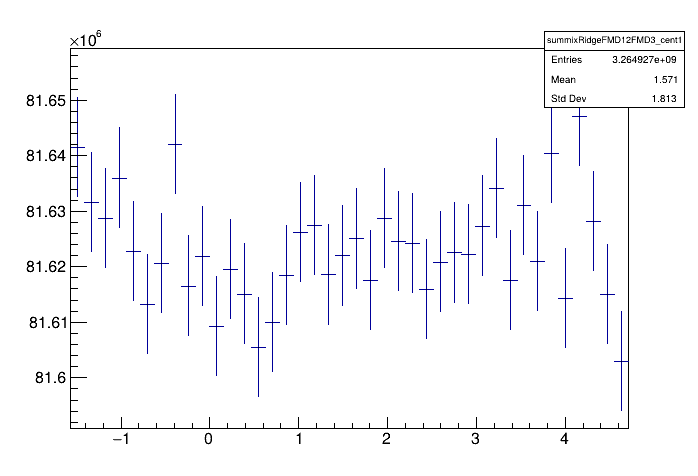 ×10⁶
summixRidgeFMD12FMD3_cent1
Entries 3.264927e+09
Mean 1.571
Std Dev 1.813
81.65
81.64
81.63
81.62
81.61
81.6
−1 0 1 2 3 4